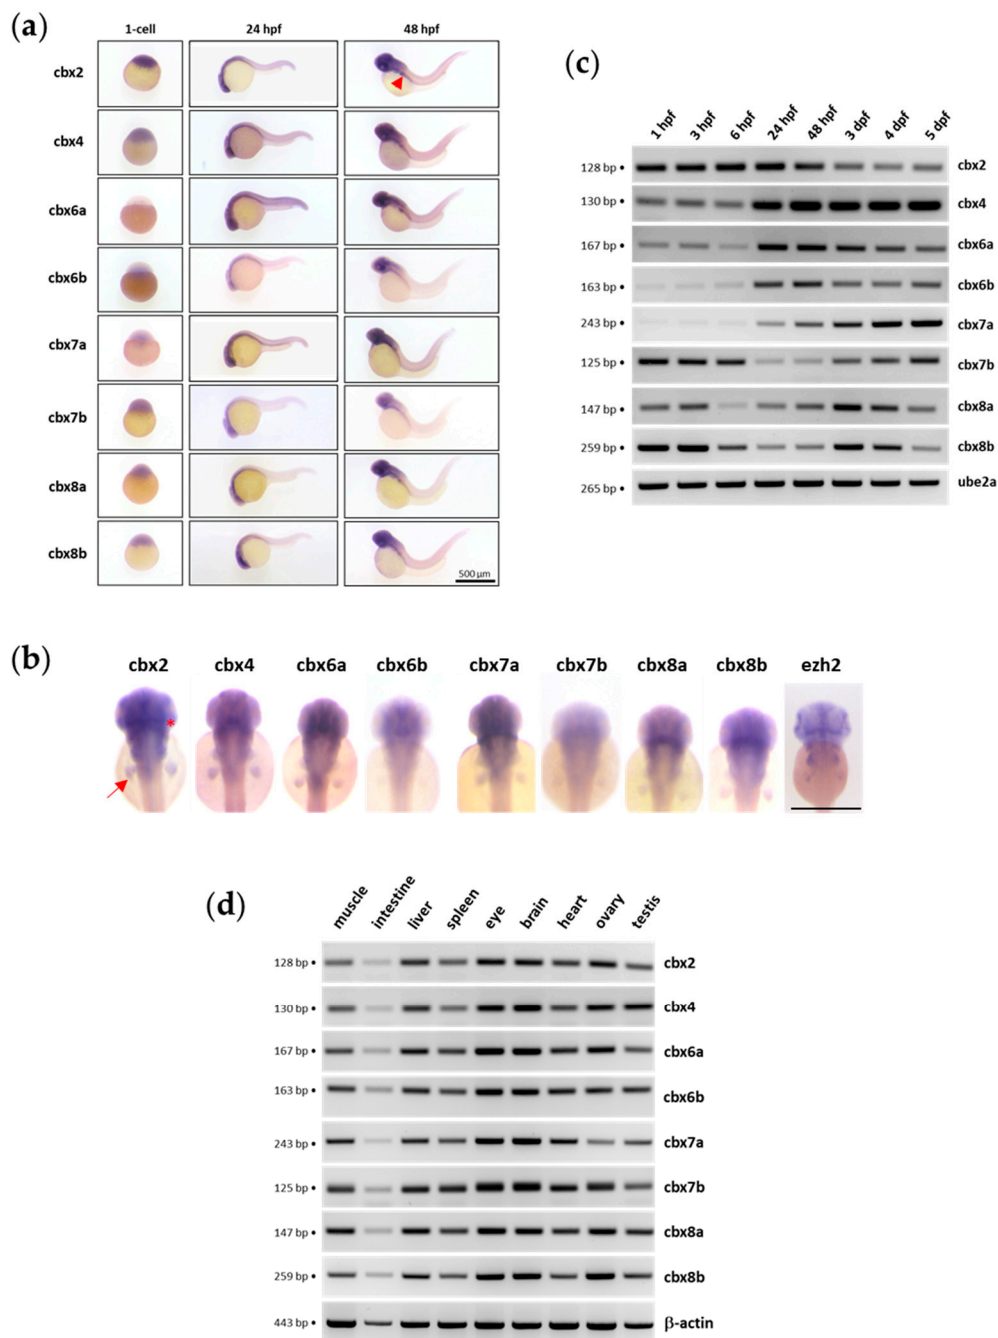 (a)
1-cell 24 hpf 48 hpf
cbx2
cbx4
cbx6a
cbx6b
cbx7a
cbx7b
cbx8a
cbx8b
500 µm
(c)
1 hpf 3 hpf 6 hpf 24 hpf 48 hpf 3 dpf 4 dpf 5 dpf
128 bp • cbx2
130 bp • cbx4
167 bp • cbx6a
163 bp • cbx6b
243 bp • cbx7a
125 bp • cbx7b
147 bp • cbx8a
259 bp • cbx8b
265 bp • ube2a
(b)
cbx2 cbx4 cbx6a cbx6b cbx7a cbx7b cbx8a cbx8b ezh2
*
(d)
muscle intestine liver spleen eye brain heart ovary testis
128 bp • cbx2
130 bp • cbx4
167 bp • cbx6a
163 bp • cbx6b
243 bp • cbx7a
125 bp • cbx7b
147 bp • cbx8a
259 bp • cbx8b
443 bp • β-actin